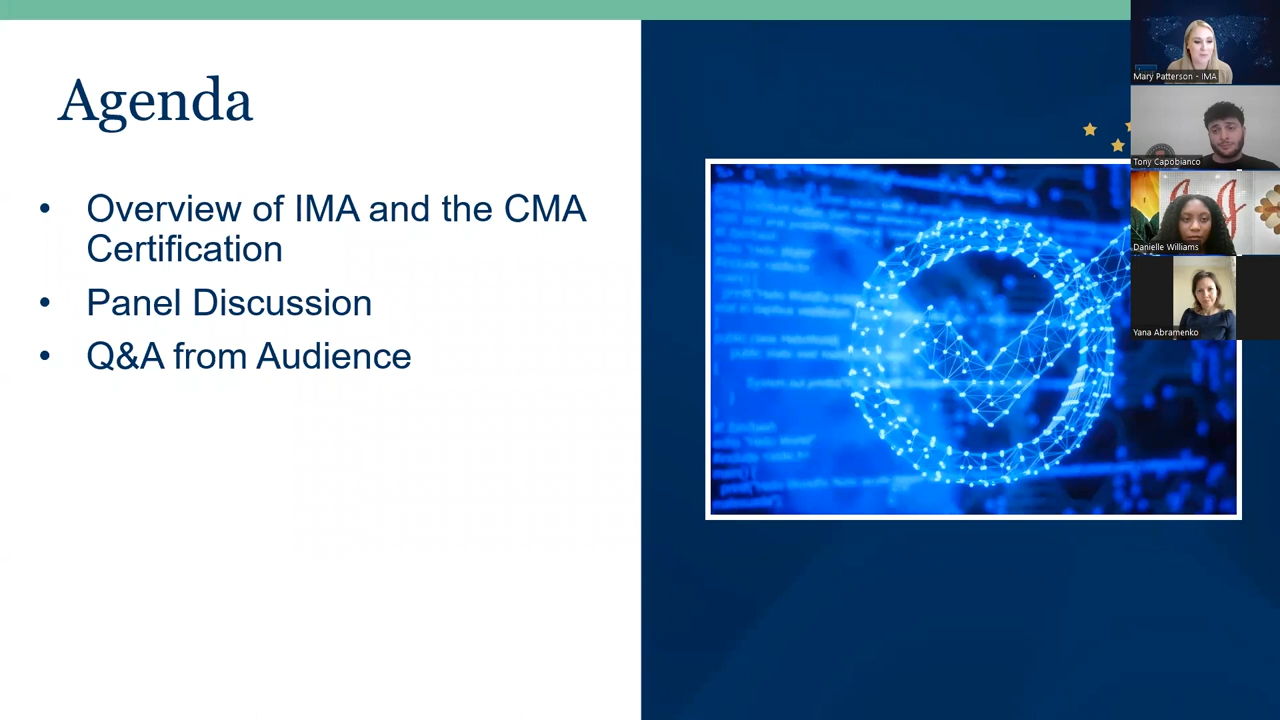 Agenda
• Overview of IMA and the CMA
Certification
• Panel Discussion
• Q&A from Audience
Mary Patterson - IMA
Tony Capobianco
Danielle Williams
Yana Abramenko